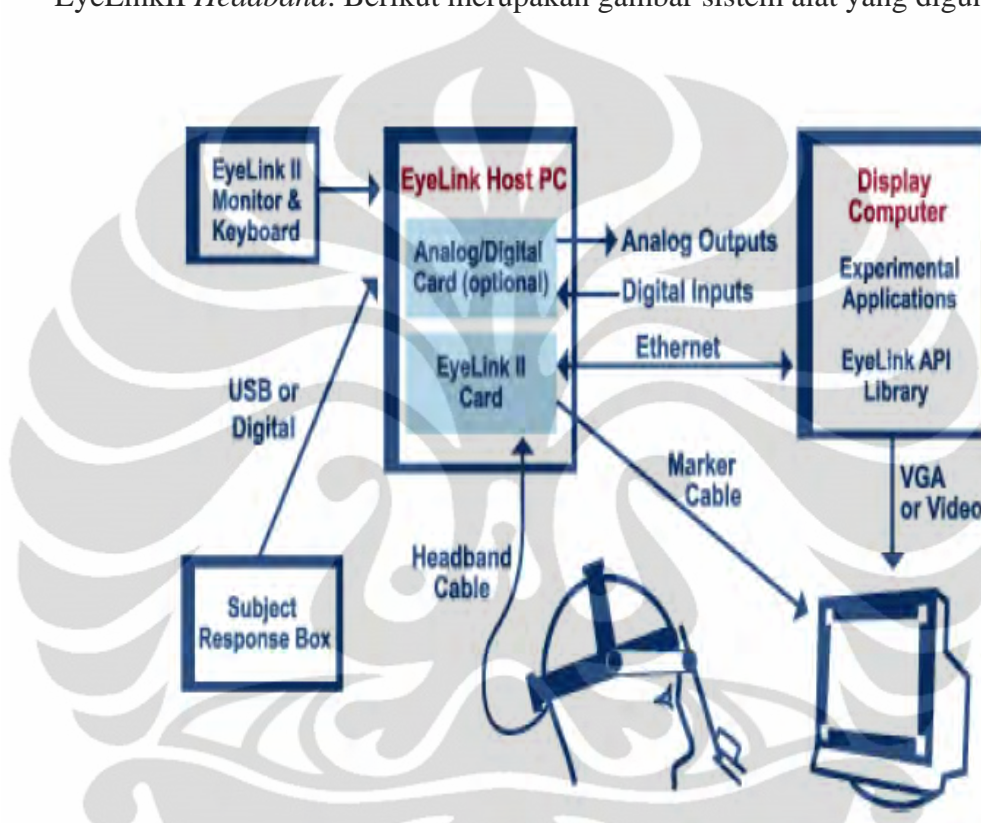 EyeLinkII Headband. Berikut merupakan gambar sistem alat yang
EyeLink II
Monitor &
Keyboard
EyeLink Host PC
Analog/Digital
Card (optional)
EyeLink II
Card
Analog Outputs
Digital Inputs
Ethernet
Display
Computer
Experimental
Applications
EyeLink API
Library
USB or
Digital
Marker
Cable
VGA
or Video
Headband
Cable
Subject
Response Box